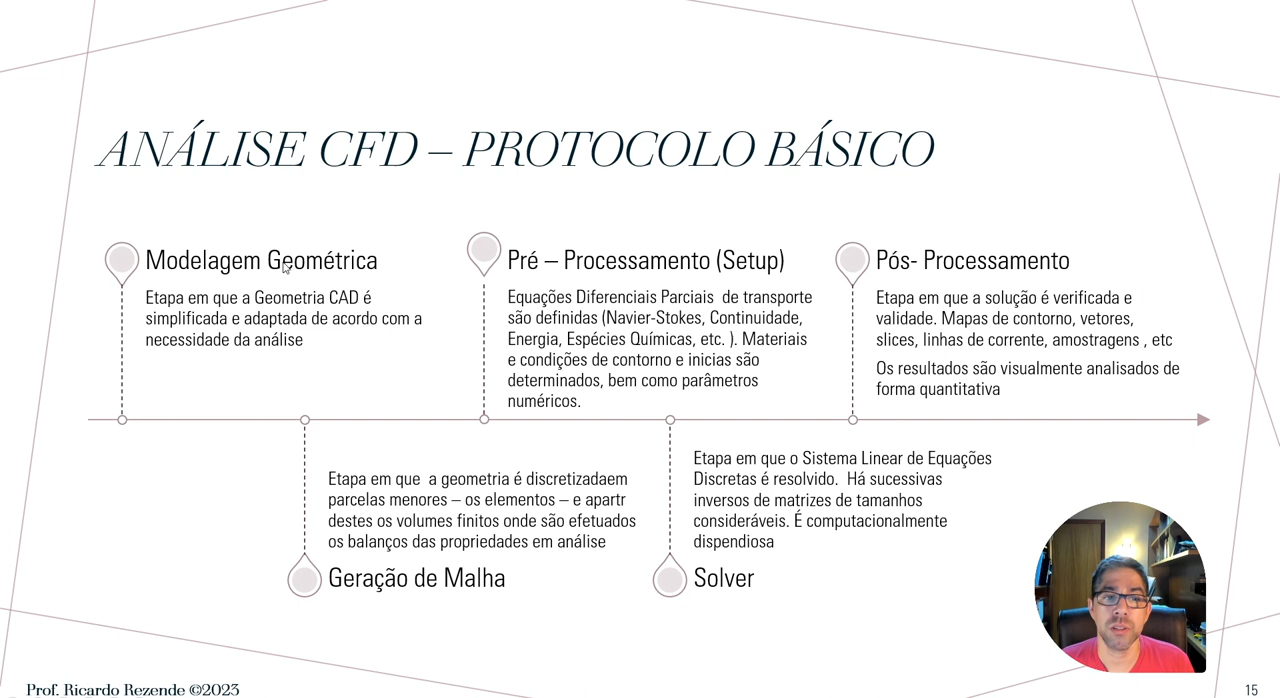 ANÁLISE CFD – PROTOCOLO BÁSICO
Modelagem Geométrica
Etapa em que a Geometria CAD é
simplificada e adaptada de acordo com a
necessidade da análise
Etapa em que  a geometria é discretizadaem
parcelas menores – os elementos – e apartr
destes os volumes finitos onde são efetuados
os balanços das propriedades em análise
Geração de Malha
Pré – Processamento (Setup)
Equações Diferenciais Parciais  de transporte
são definidas (Navier-Stokes, Continuidade,
Energia, Espécies Químicas, etc. ). Materiais
e condições de contorno e inicias são
determinados, bem como parâmetros
numéricos.
Etapa em que o Sistema Linear de Equações
Discretas é resolvido.  Há sucessivas
inversos de matrizes de tamanhos
consideráveis. É computacionalmente
dispendiosa
Solver
Pós- Processamento
Etapa em que a solução é verificada e
validade. Mapas de contorno, vetores,
slices, linhas de corrente, amostragens , etc
Os resultados são visualmente analisados de
forma quantitativa
Prof. Ricardo Rezende ©2023
15